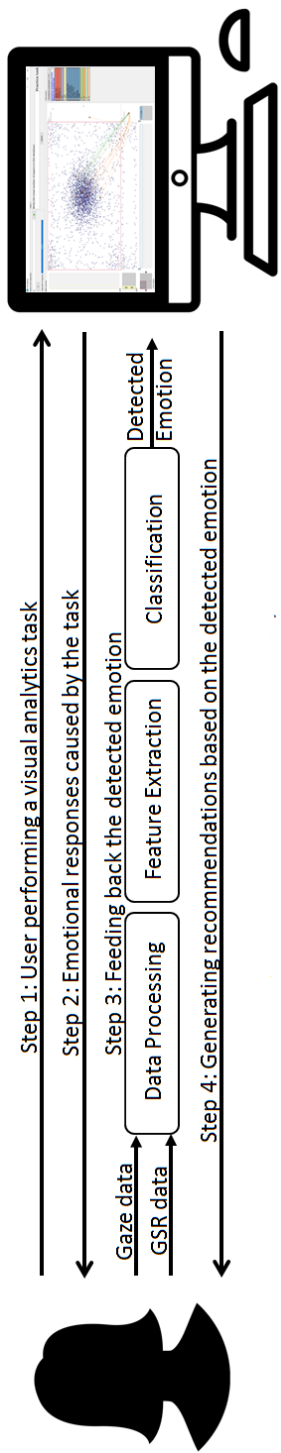 Step 1: User performing a visual analytics task
Step 2: Emotional responses caused by the task
Step 3: Feeding back the detected emotion
Gaze data
GSR data
Data Processing
Feature Extraction
Classification
Detected
Emotion
Step 4: Generating recommendations based on the detected emotion